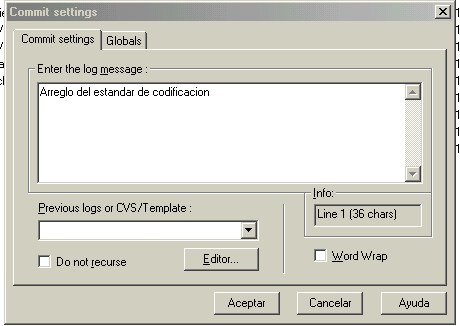 Commit settings
Commit settings
Globals
Enter the log message :
Arreglo del estandar de codificacion
Previous logs or CVS/Template :
Info:
Line 1 (36 chars)
Do not recurse
Editor...
Word Wrap
Aceptar
Cancelar
Ayuda